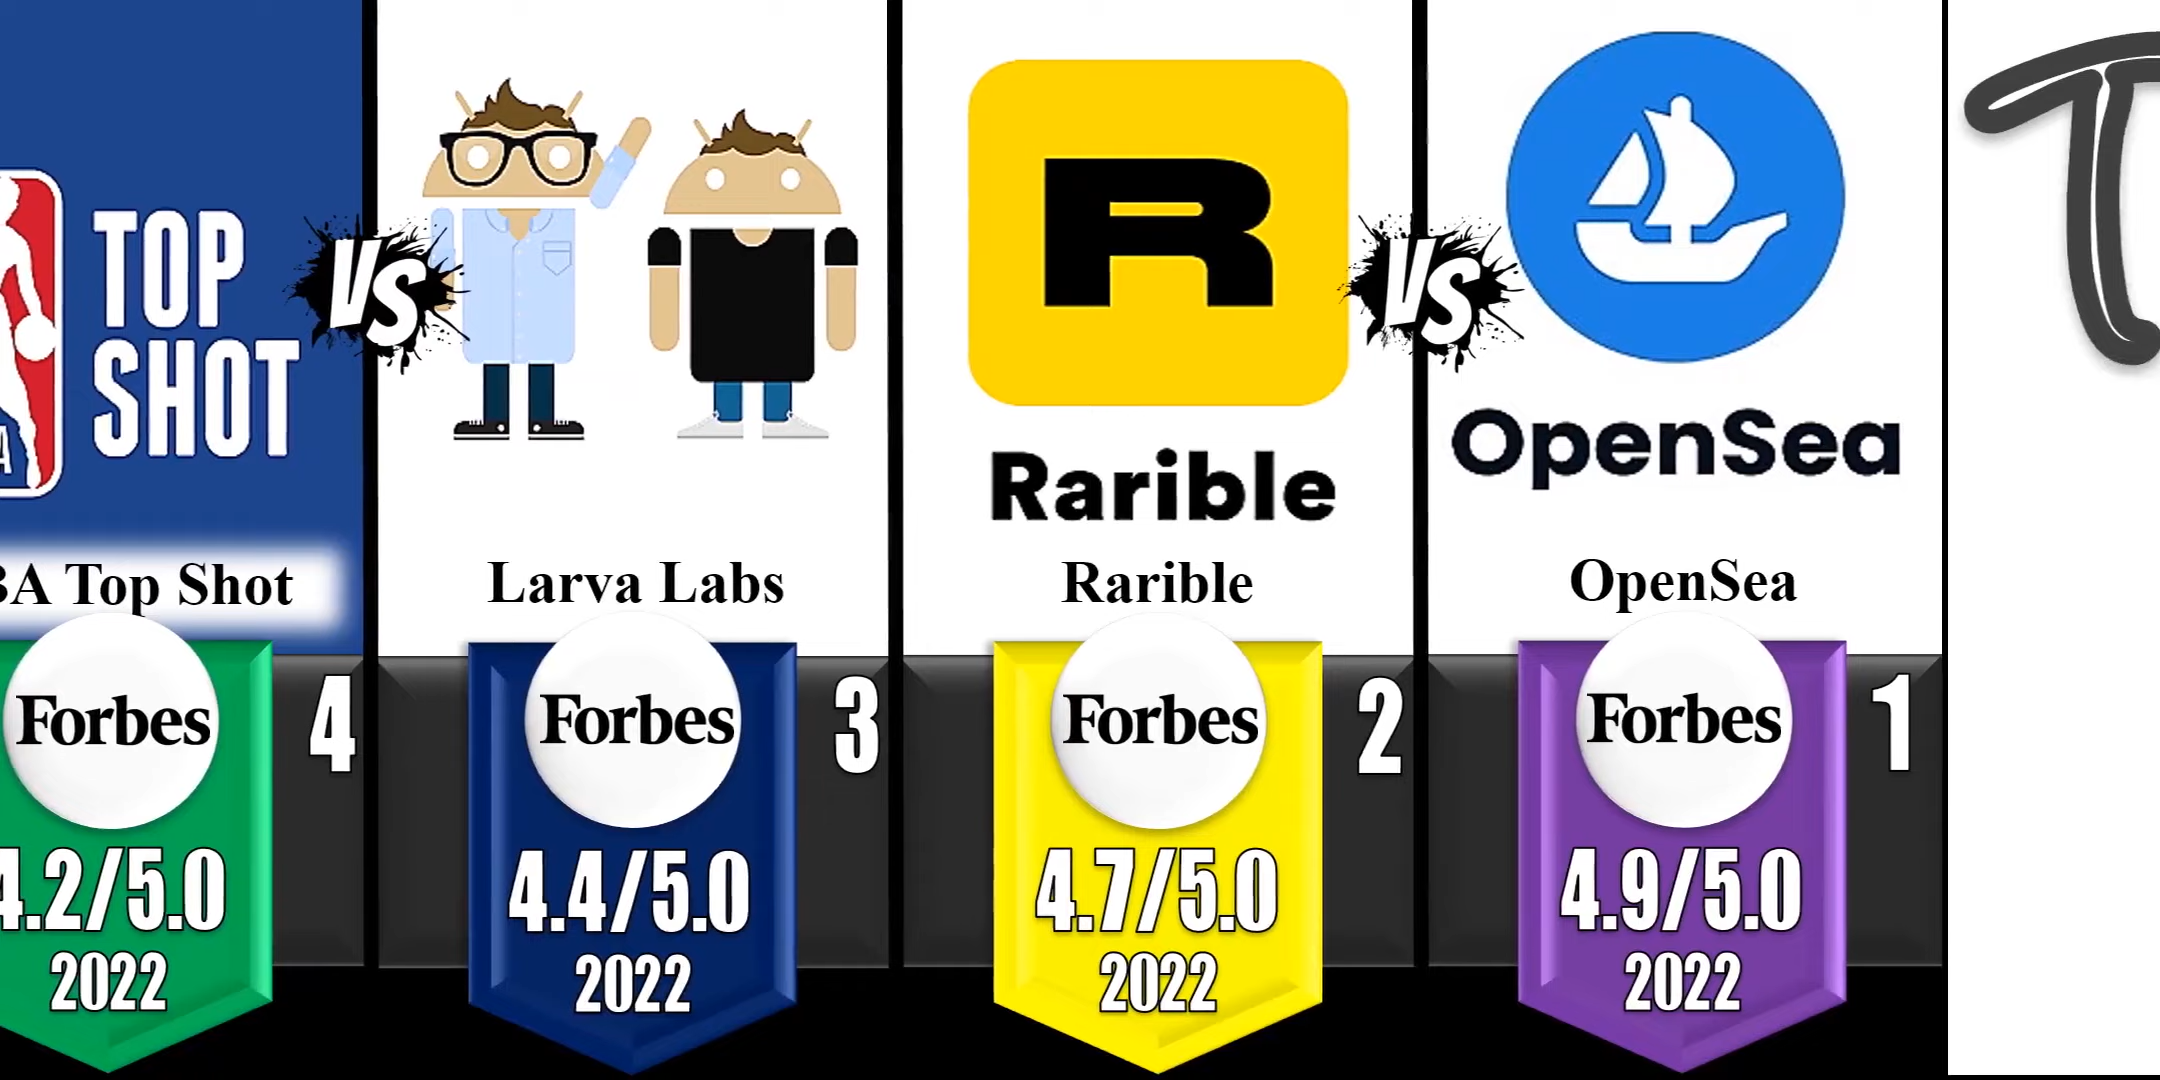 TOP
SHOT
BA Top Shot
Forbes
4
4.2/5.0
2022
VS
Larva Labs
Forbes
3
4.4/5.0
2022
R
Rarible
Rarible
Forbes
2
4.7/5.0
2022
VS
OpenSea
OpenSea
Forbes
1
4.9/5.0
2022
T